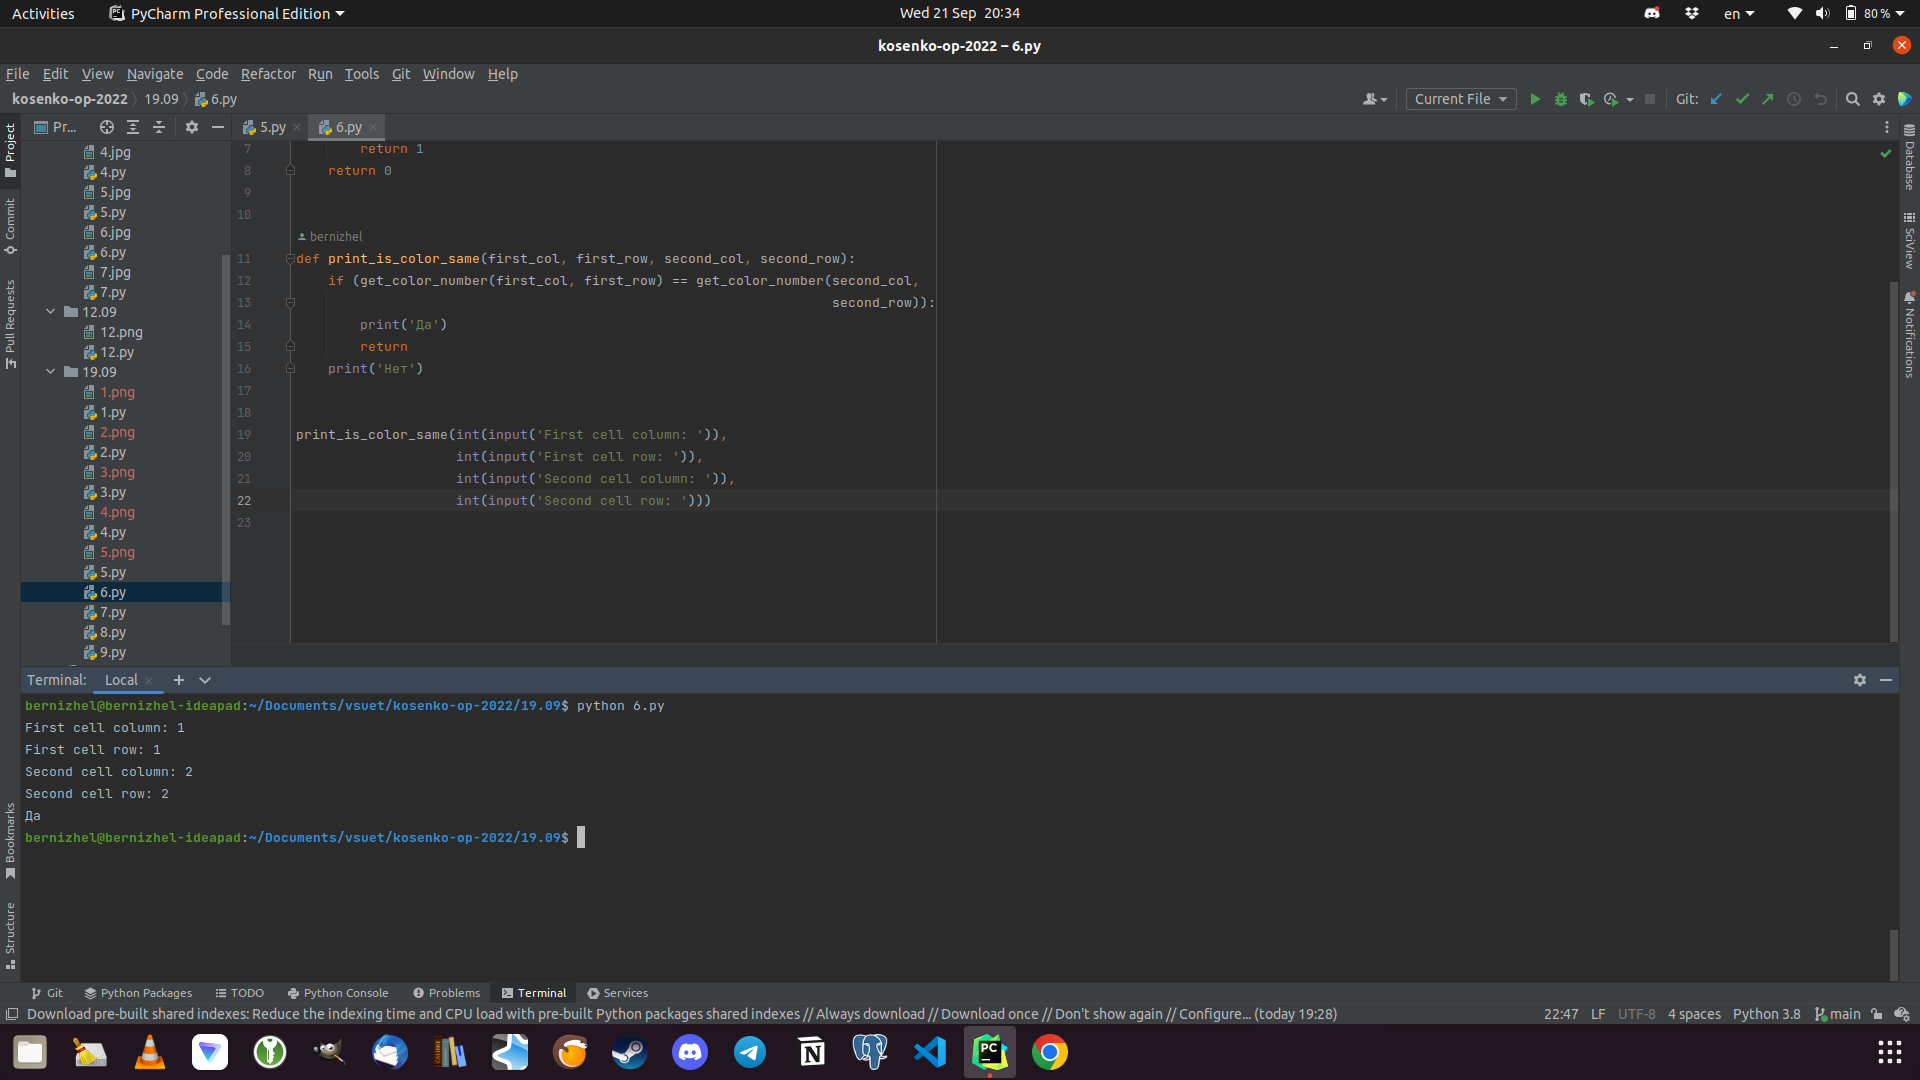 Activities PyCharm Professional Edition Wed 21 Sep 20:34 en 80 %
kosenko-op-2022 – 6.py
File Edit View Navigate Code Refactor Run Tools Git Window Help
kosenko-op-2022 19.09 6.py Current File Git:
Project
Commit
Pull Requests
Bookmarks
Structure
Pr...
4.jpg
4.py
5.jpg
5.py
6.jpg
6.py
7.jpg
7.py
12.09
12.png
12.py
19.09
1.png
1.py
2.png
2.py
3.png
3.py
4.png
4.py
5.png
5.py
6.py
7.py
8.py
9.py
5.py 6.py
7 return 1
8 return 0
9
10
bernizhel
11 def print_is_color_same(first_col, first_row, second_col, second_row):
12 if (get_color_number(first_col, first_row) == get_color_number(second_col,
13 second_row)):
14 print('Да')
15 return
16 print('Нет')
17
18
19 print_is_color_same(int(input('First cell column: ')),
20 int(input('First cell row: ')),
21 int(input('Second cell column: ')),
22 int(input('Second cell row: ')))
23
Database
SciView
Notifications
Terminal: Local
bernizhel@bernizhel-ideapad:~/Documents/vsuet/kosenko-op-2022/19.09$ python 6.py
First cell column: 1
First cell row: 1
Second cell column: 2
Second cell row: 2
Да
bernizhel@bernizhel-ideapad:~/Documents/vsuet/kosenko-op-2022/19.09$
Git Python Packages TODO Python Console Problems Terminal Services
Download pre-built shared indexes: Reduce the indexing time and CPU load with pre-built Python packages shared indexes // Always download // Download once // Don't show again // Configure... (today 19:28) 22:47 LF UTF-8 4 spaces Python 3.8 main
PC